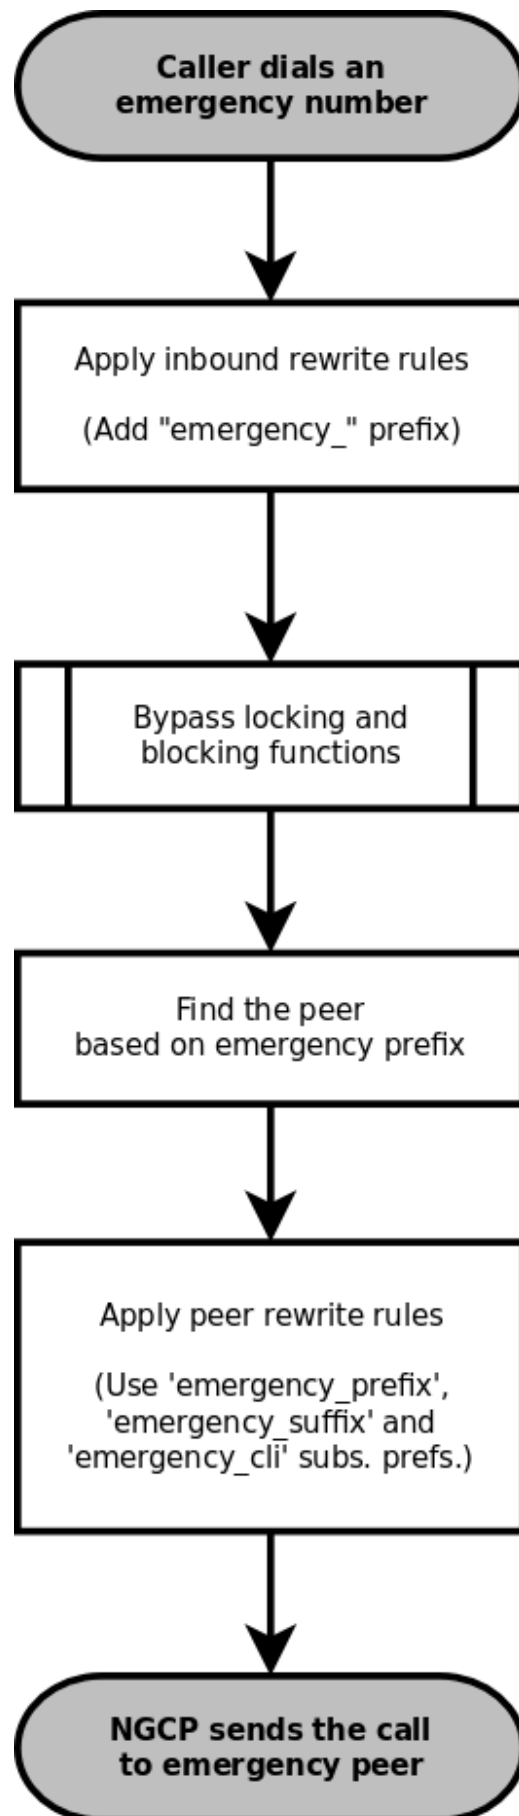 Caller dials an
emergency number
Apply inbound rewrite rules
(Add "emergency_" prefix)
Bypass locking and
blocking functions
Find the peer
based on emergency prefix
Apply peer rewrite rules
(Use 'emergency_prefix',
'emergency_suffix' and
'emergency_cli' subs. prefs.)
NGCP sends the call
to emergency peer